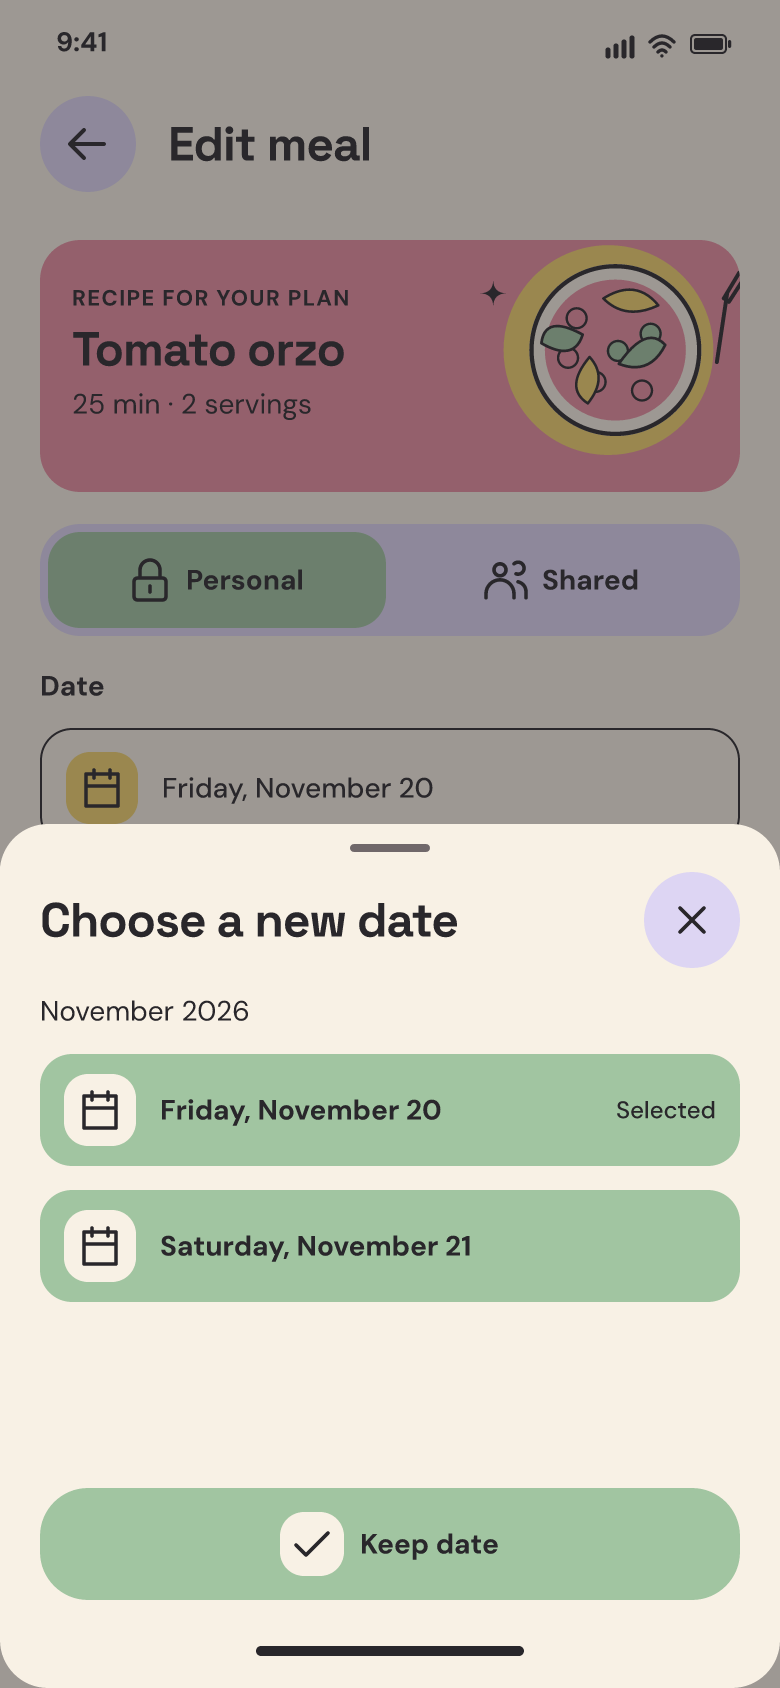 9:41
Edit meal
RECIPE FOR YOUR PLAN
Tomato orzo
25 min · 2 servings
Personal
Shared
Date
Friday, November 20
Choose a new date
November 2026
Friday, November 20
Selected
Saturday, November 21
Keep date